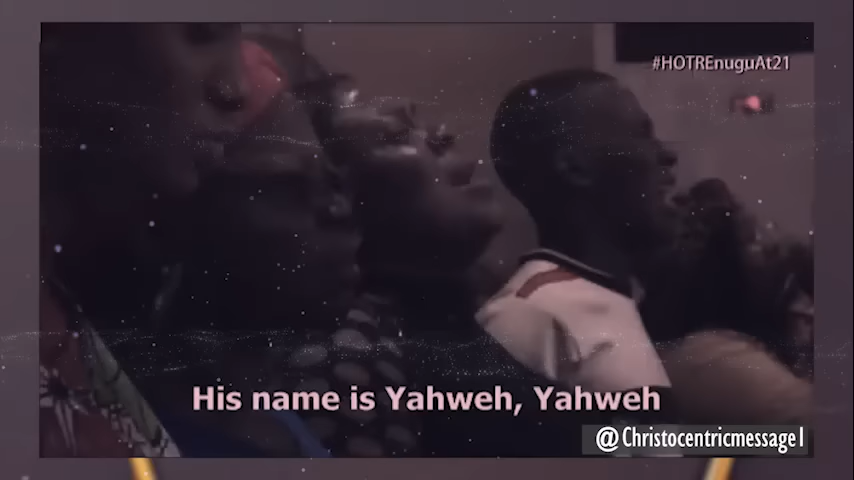 #HOTREnuguAt21
His name is Yahweh, Yahweh
@Christocentricmessage1